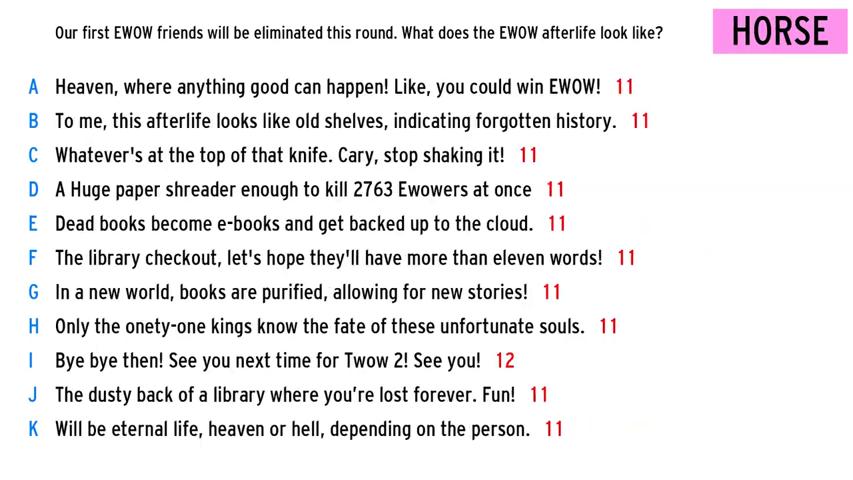 Our first EWOW friends will be eliminated this round. What does the EWOW afterlife look like?
HORSE
A Heaven, where anything good can happen! Like, you could win EWOW! 11
B To me, this afterlife looks like old shelves, indicating forgotten history. 11
C Whatever's at the top of that knife. Cary, stop shaking it! 11
D A Huge paper shreader enough to kill 2763 Ewowers at once 11
E Dead books become e-books and get backed up to the cloud. 11
F The library checkout, let's hope they'll have more than eleven words! 11
G In a new world, books are purified, allowing for new stories! 11
H Only the onety-one kings know the fate of these unfortunate souls. 11
I Bye bye then! See you next time for Twow 2! See you! 12
J The dusty back of a library where you’re lost forever. Fun! 11
K Will be eternal life, heaven or hell, depending on the person. 11